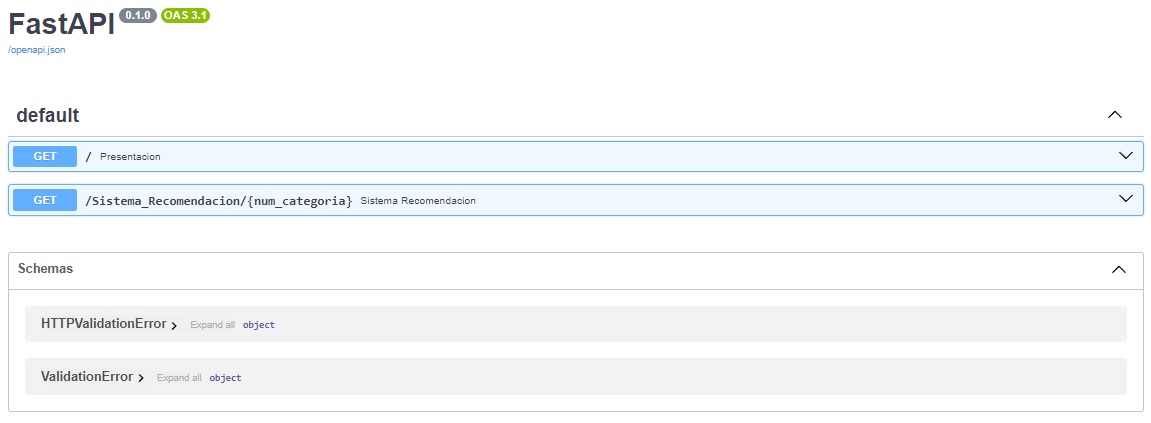 FastAPI 0.1.0 OAS 3.1
/openapi.json
default
GET / Presentacion
GET /Sistema_Recomendacion/{num_categoria} Sistema Recomendacion
Schemas
HTTPValidationError Expand all object
ValidationError Expand all object